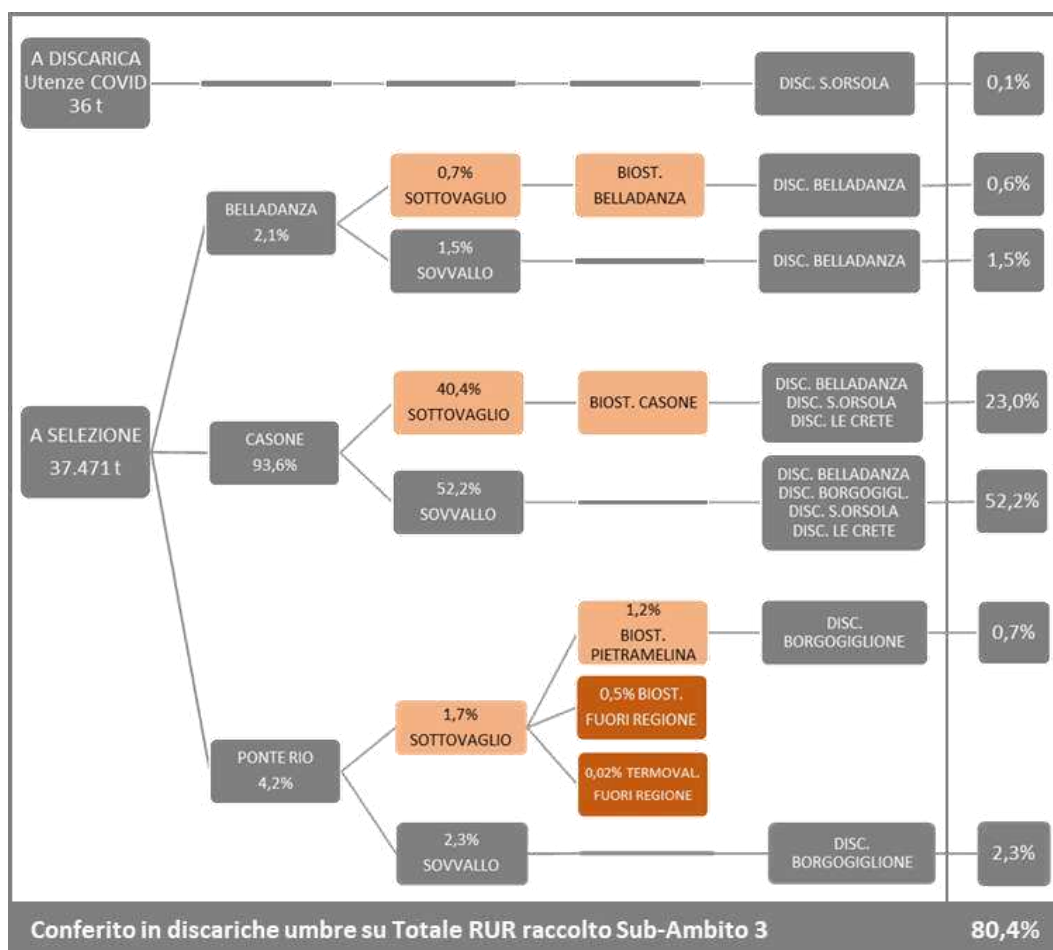 A DISCARICA
Utenze COVID
36 t
DISC. S.ORSOLA
0,1%
0,7%
SOTTOVAGLIO
BIOST.
BELLADANZA
DISC. BELLADANZA
0,6%
BELLADANZA
2,1%
1,5%
SOVVALLO
DISC. BELLADANZA
1,5%
40,4%
SOTTOVAGLIO
BIOST. CASONE
DISC. BELLADANZA
DISC. S.ORSOLA
DISC. LE CRETE
23,0%
A SELEZIONE
37.471 t
CASONE
93,6%
52,2%
SOVVALLO
DISC. BELLADANZA
DISC. BORGOGIGL.
DISC. S.ORSOLA
DISC. LE CRETE
52,2%
1,2%
BIOST.
PIETRAMELINA
DISC.
BORGOGIGLIONE
0,7%
1,7%
SOTTOVAGLIO
0,5% BIOST.
FUORI REGIONE
PONTE RIO
4,2%
0,02% TERMOVAL.
FUORI REGIONE
2,3%
SOVVALLO
DISC.
BORGOGIGLIONE
2,3%
Conferito in discariche umbre su Totale RUR raccolto Sub-Ambito 3
80,4%